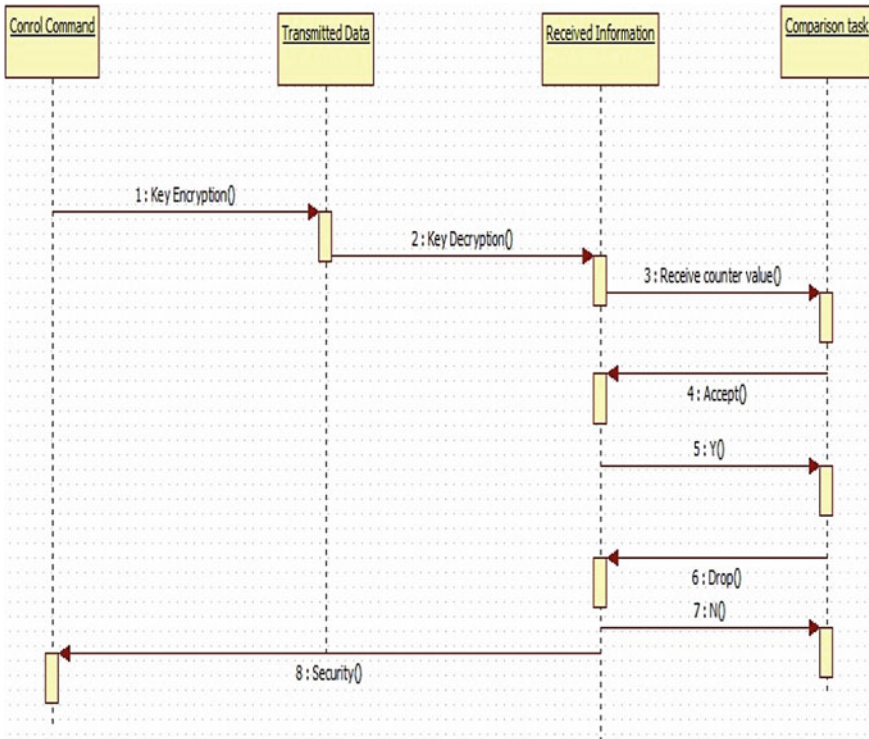 Conrol Command
Transmitted Data
Received Information
Comparison task
1 : Key Encryption()
2 : Key Decryption()
3 : Receive counter value()
4 : Accept()
5 : Y()
6 : Drop()
7 : N()
8 : Security()